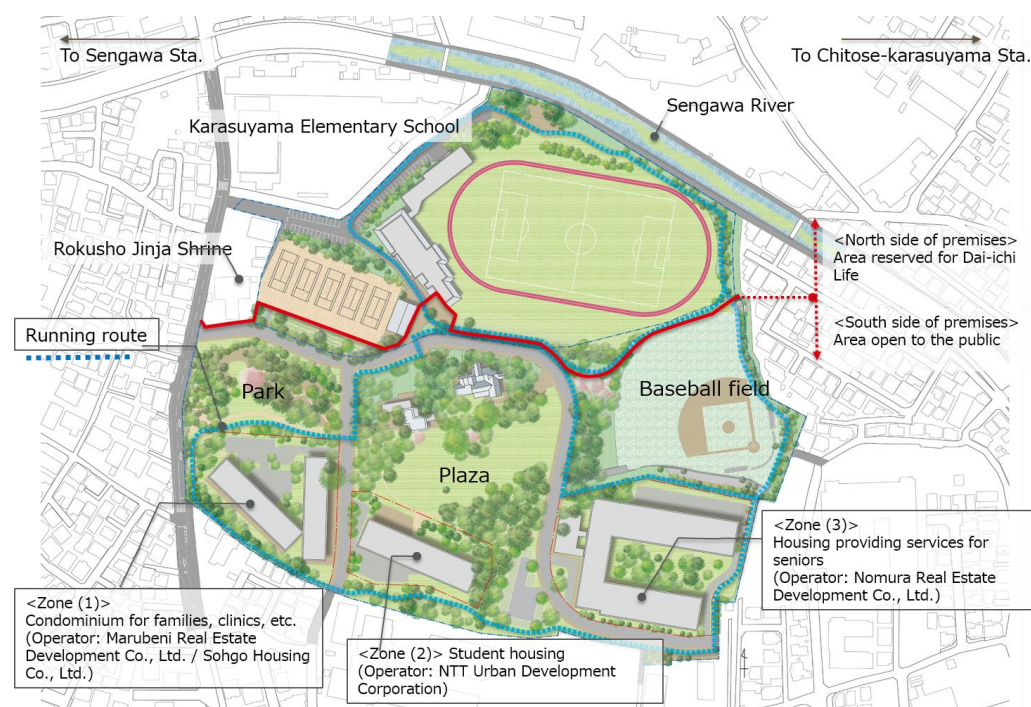 To Sengawa Sta.
To Chitose-karasuyama Sta.
Sengawa River
Karasuyama Elementary School
Rokusho Jinja Shrine
<North side of premises>
Area reserved for Dai-ichi
Life
<South side of premises>
Area open to the public
Running route
Park
Baseball field
Plaza
<Zone (3)>
Housing providing services for
seniors
(Operator: Nomura Real Estate
Development Co., Ltd.)
<Zone (1)>
Condominium for families, clinics, etc.
(Operator: Marubeni Real Estate
Development Co., Ltd. / Sohgo Housing
Co., Ltd.)
<Zone (2)> Student housing
(Operator: NTT Urban Development
Corporation)